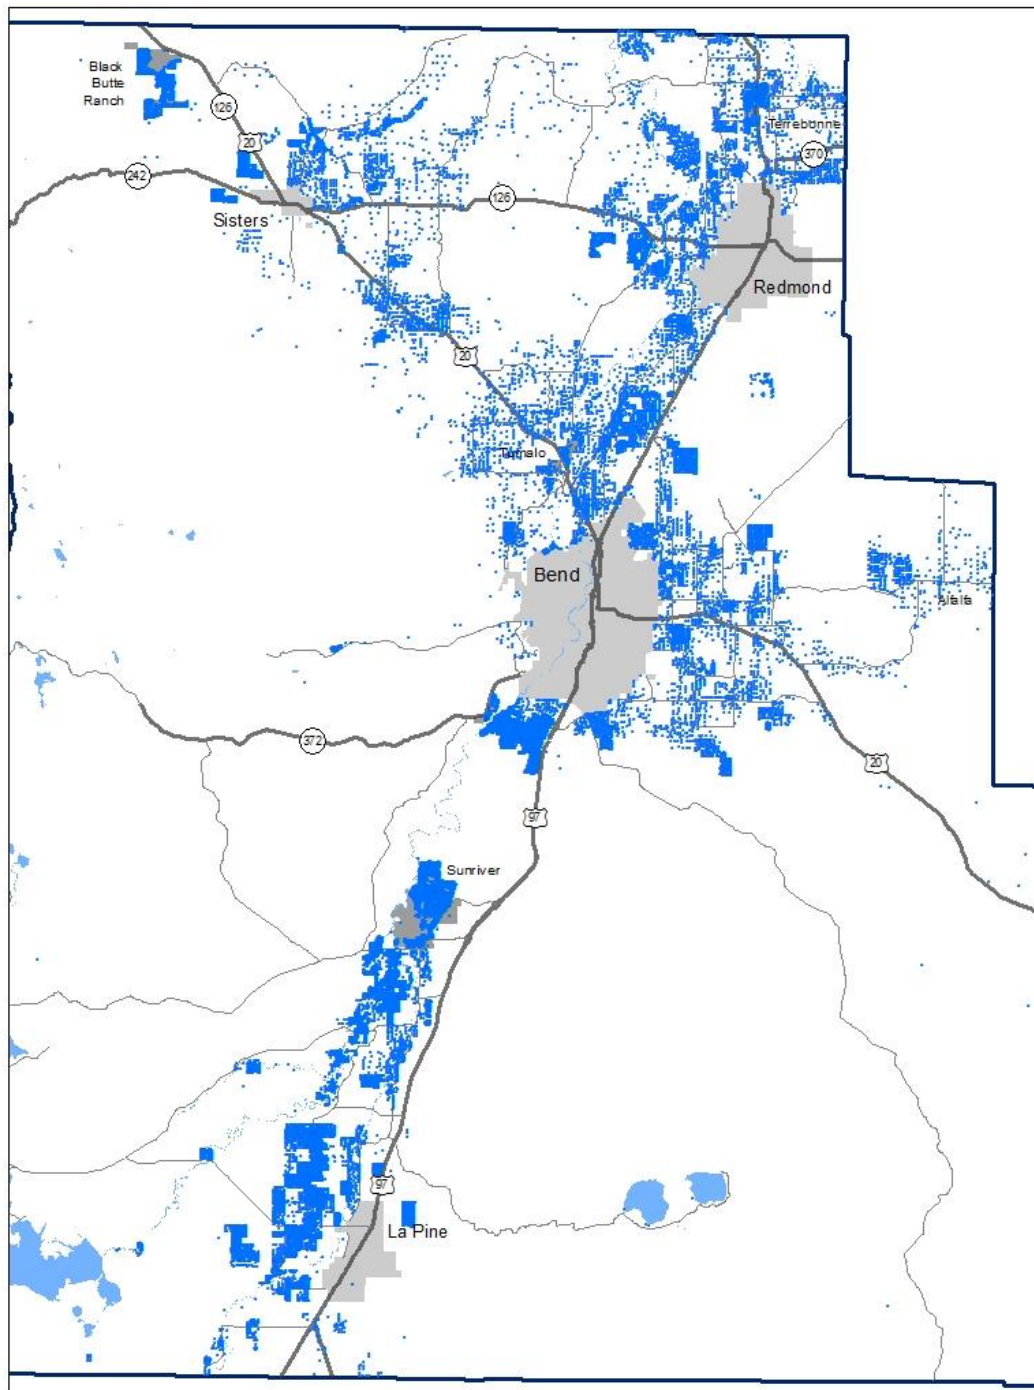 Black
Butte
Ranch
126
20
242
Sisters
126
Terrebonne
370
Redmond
20
Tumalo
Bend
Alfalfa
372
20
97
Sunriver
97
La Pine